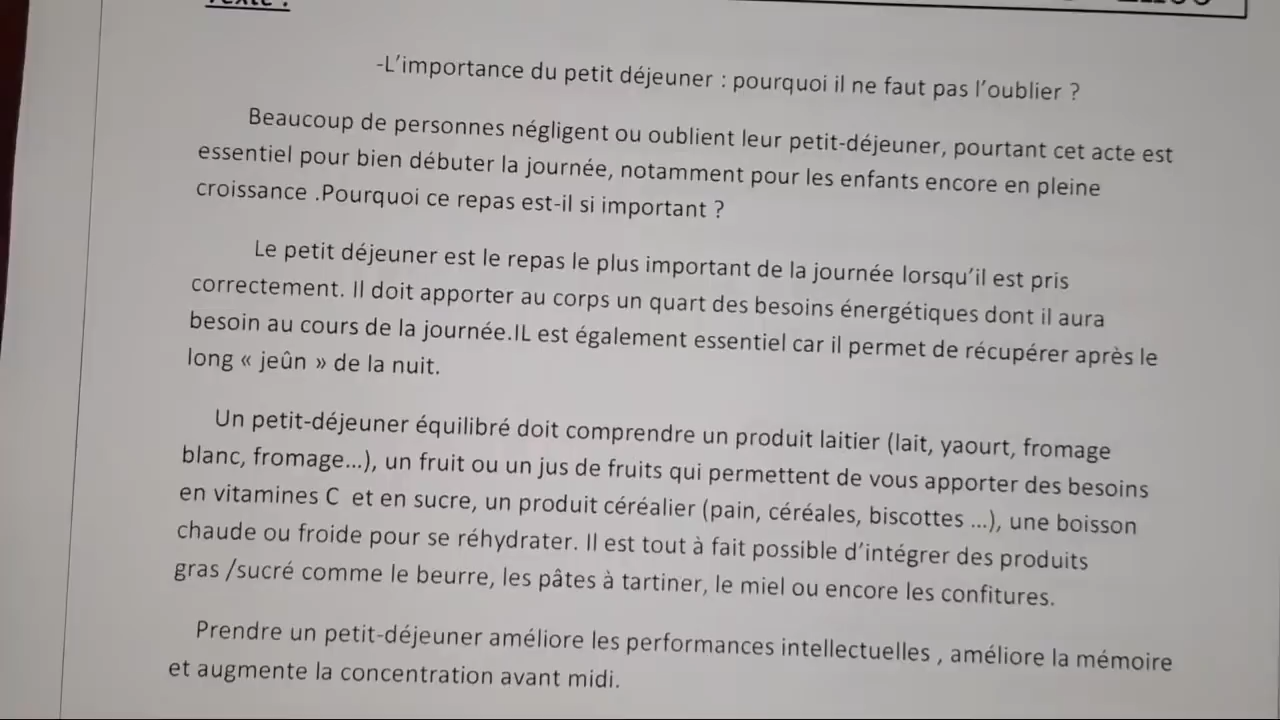 Texte :
-L'importance du petit déjeuner : pourquoi il ne faut pas l'oublier ?
Beaucoup de personnes négligent ou oublient leur petit-déjeuner, pourtant cet acte est
essentiel pour bien débuter la journée, notamment pour les enfants encore en pleine
croissance .Pourquoi ce repas est-il si important ?
Le petit déjeuner est le repas le plus important de la journée lorsqu'il est pris
correctement. Il doit apporter au corps un quart des besoins énergétiques dont il aura
besoin au cours de la journée.IL est également essentiel car il permet de récupérer après le
long « jeûn » de la nuit.
Un petit-déjeuner équilibré doit comprendre un produit laitier (lait, yaourt, fromage
blanc, fromage...), un fruit ou un jus de fruits qui permettent de vous apporter des besoins
en vitamines C et en sucre, un produit céréalier (pain, céréales, biscottes ...), une boisson
chaude ou froide pour se réhydrater. Il est tout à fait possible d'intégrer des produits
gras /sucré comme le beurre, les pâtes à tartiner, le miel ou encore les confitures.
Prendre un petit-déjeuner améliore les performances intellectuelles , améliore la mémoire
et augmente la concentration avant midi.